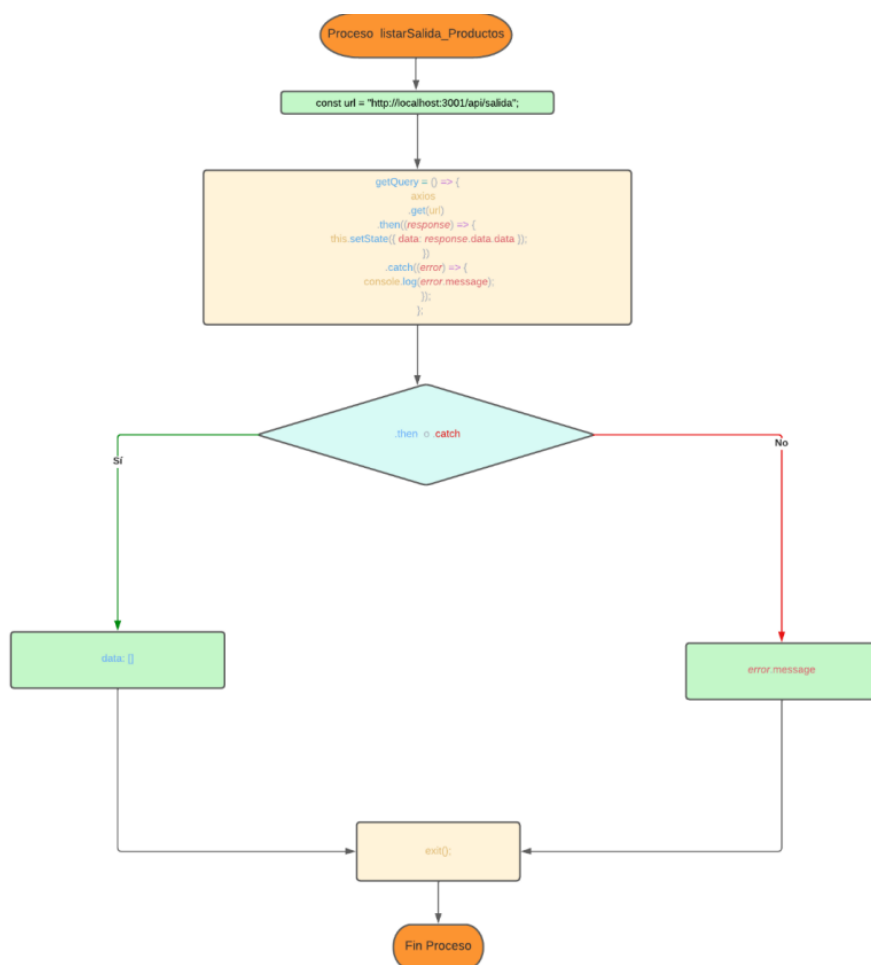 Proceso listarSalida_Productos
const url = "http://localhost:3001/api/salida";
getQuery = () => {
axios
.get(url)
.then((response) => {
this.setState({ data: response.data.data });
})
.catch((error) => {
console.log(error.message);
});
};
.then o .catch
Sí
No
data: []
error.message
exit();
Fin Proceso